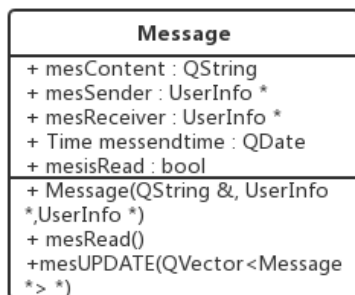 Message
+ mesContent : QString
+ mesSender : UserInfo *
+ mesReceiver : UserInfo *
+ Time messendtime : QDate
+ mesisRead : bool
+ Message(QString &, UserInfo
*,UserInfo *)
+ mesRead()
+mesUPDATE(QVector<Message
*> *)